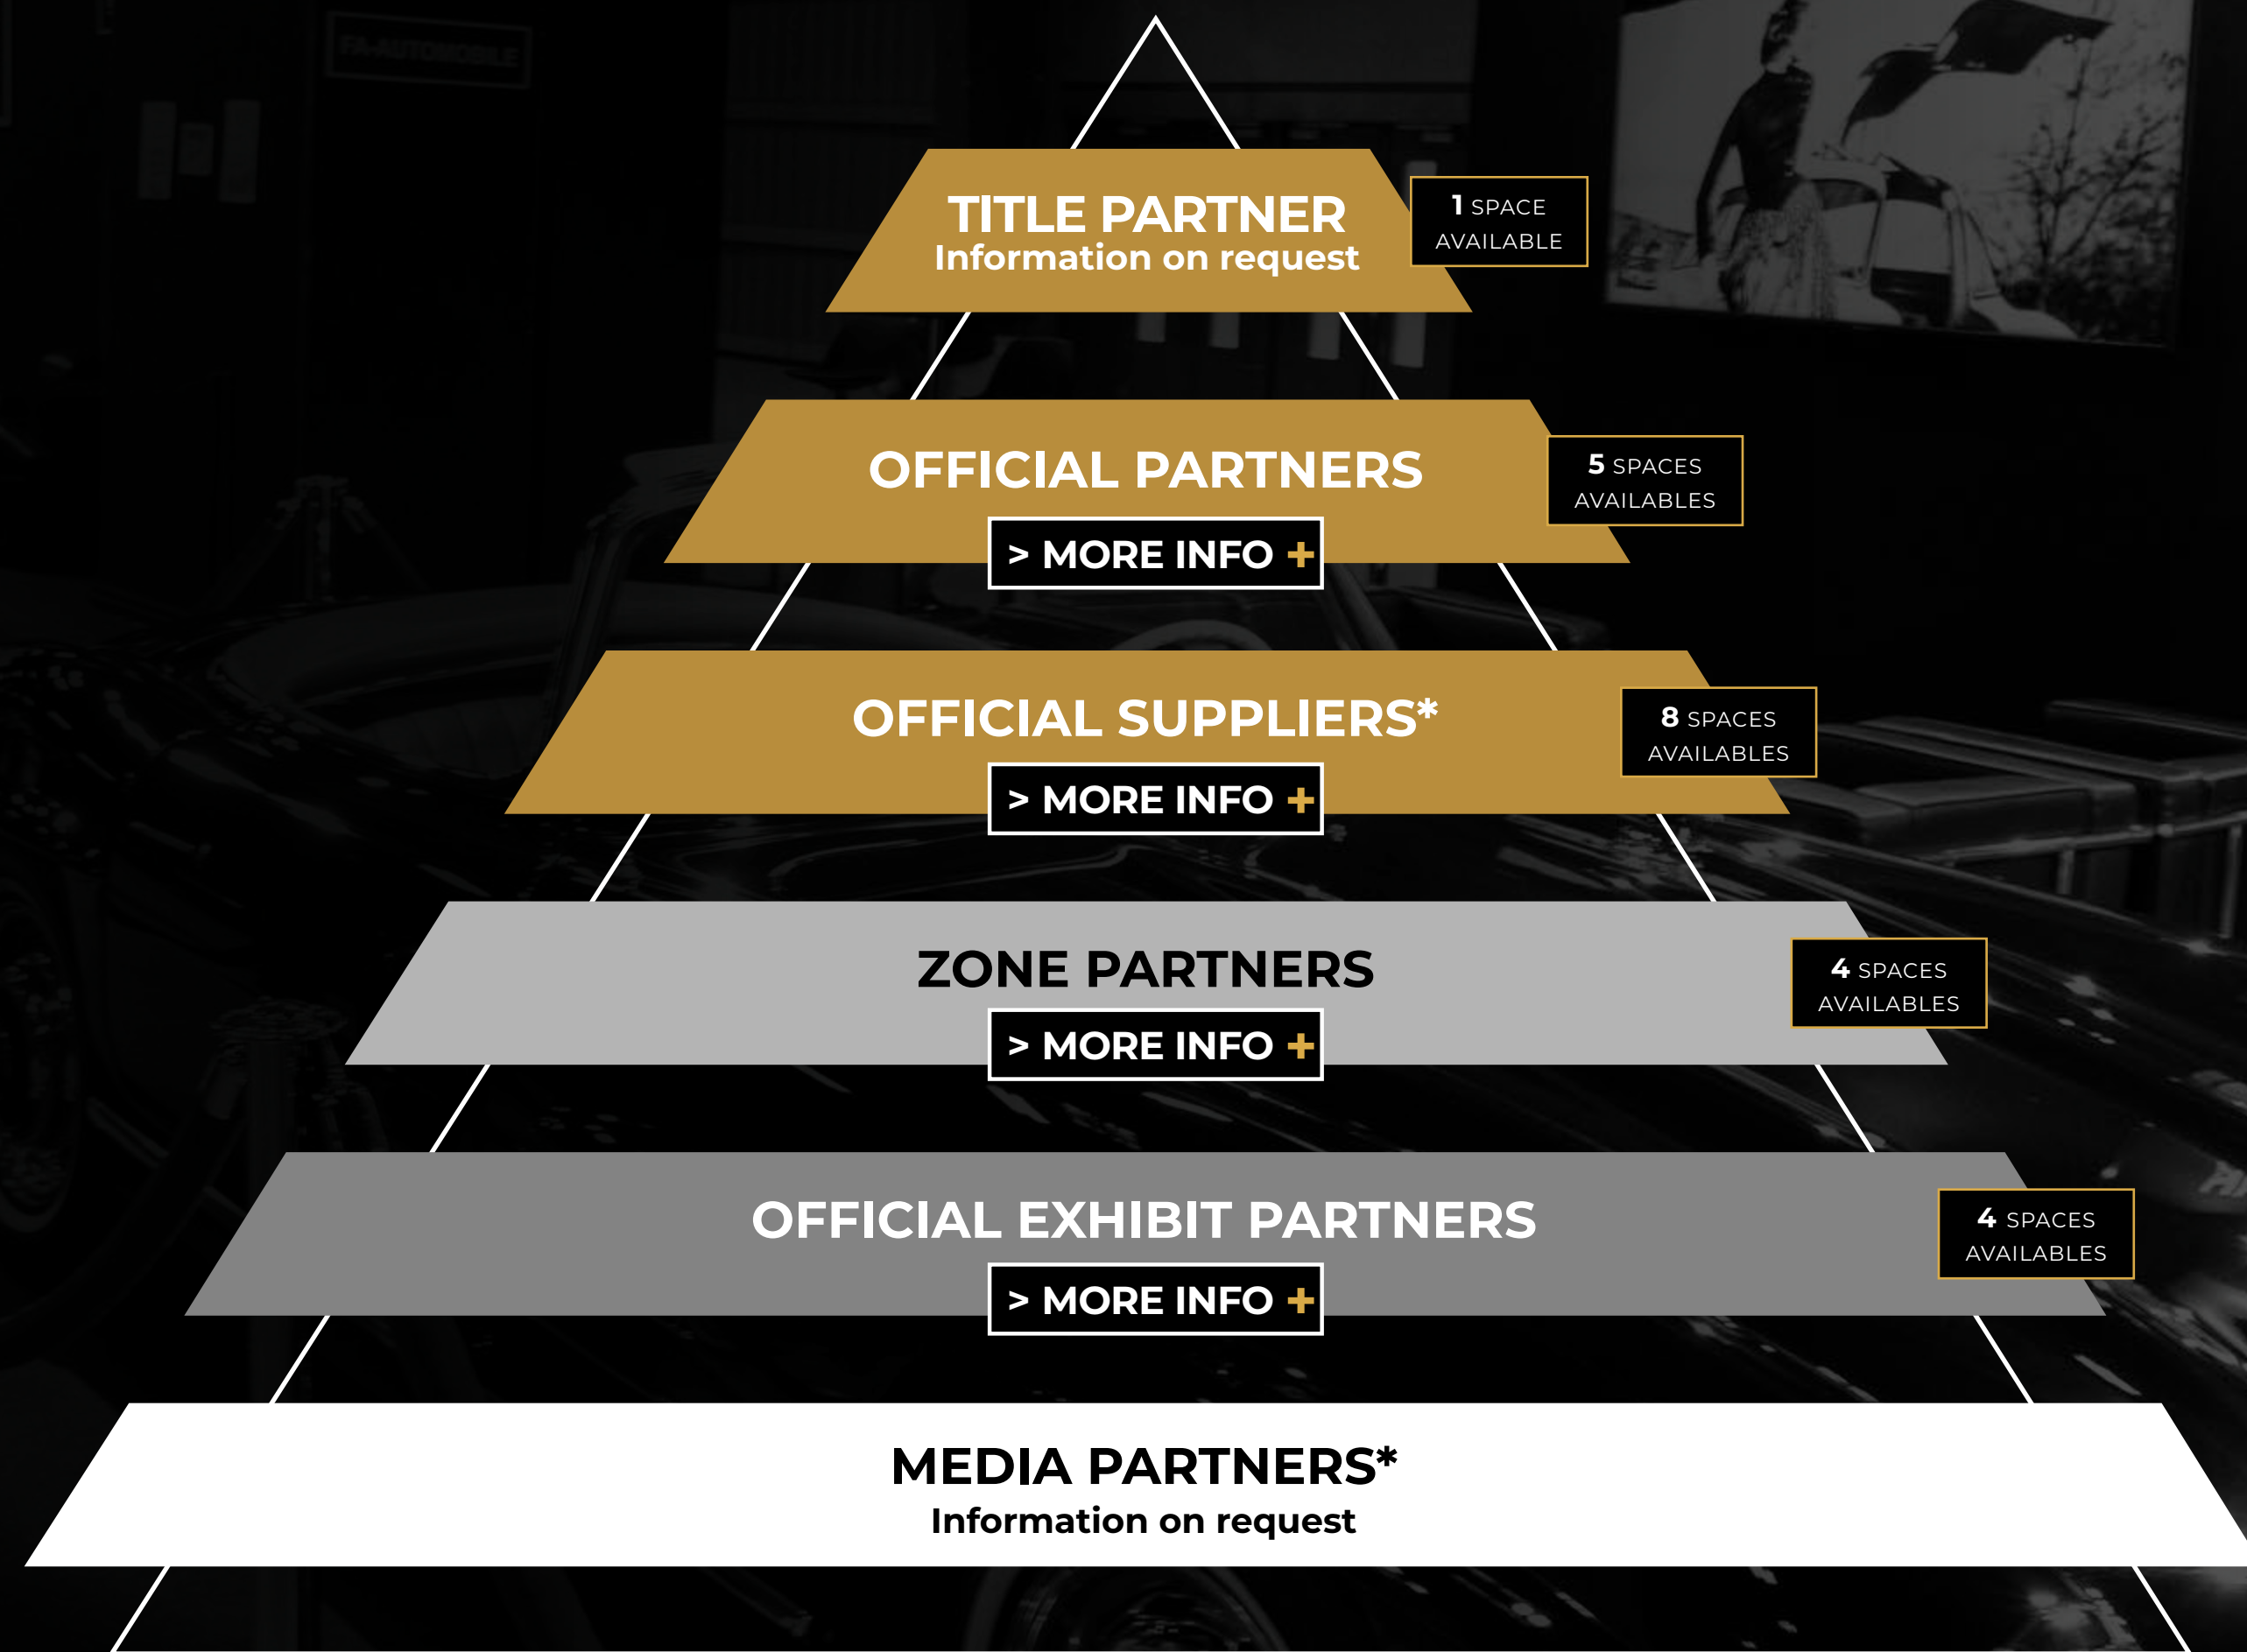 FA-AUTOMOBILE
TITLE PARTNER
Information on request
1 SPACE
AVAILABLE
OFFICIAL PARTNERS
5 SPACES
AVAILABLES
> MORE INFO +
OFFICIAL SUPPLIERS*
8 SPACES
AVAILABLES
> MORE INFO +
ZONE PARTNERS
4 SPACES
AVAILABLES
> MORE INFO +
OFFICIAL EXHIBIT PARTNERS
4 SPACES
AVAILABLES
> MORE INFO +
MEDIA PARTNERS*
Information on request